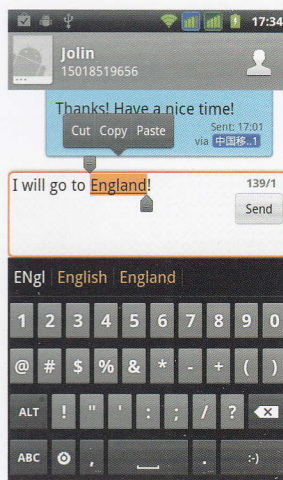 17:34
Jolin
15018519656
Thanks! Have a nice time!
Sent: 17:01
via 中国移..1
Cut Copy Paste
I will go to England!
139/1
Send
ENgl English England
1 2 3 4 5 6 7 8 9 0
@ # $ % & * - + ( )
ALT ! " ' : ; / ?
ABC , . :-)